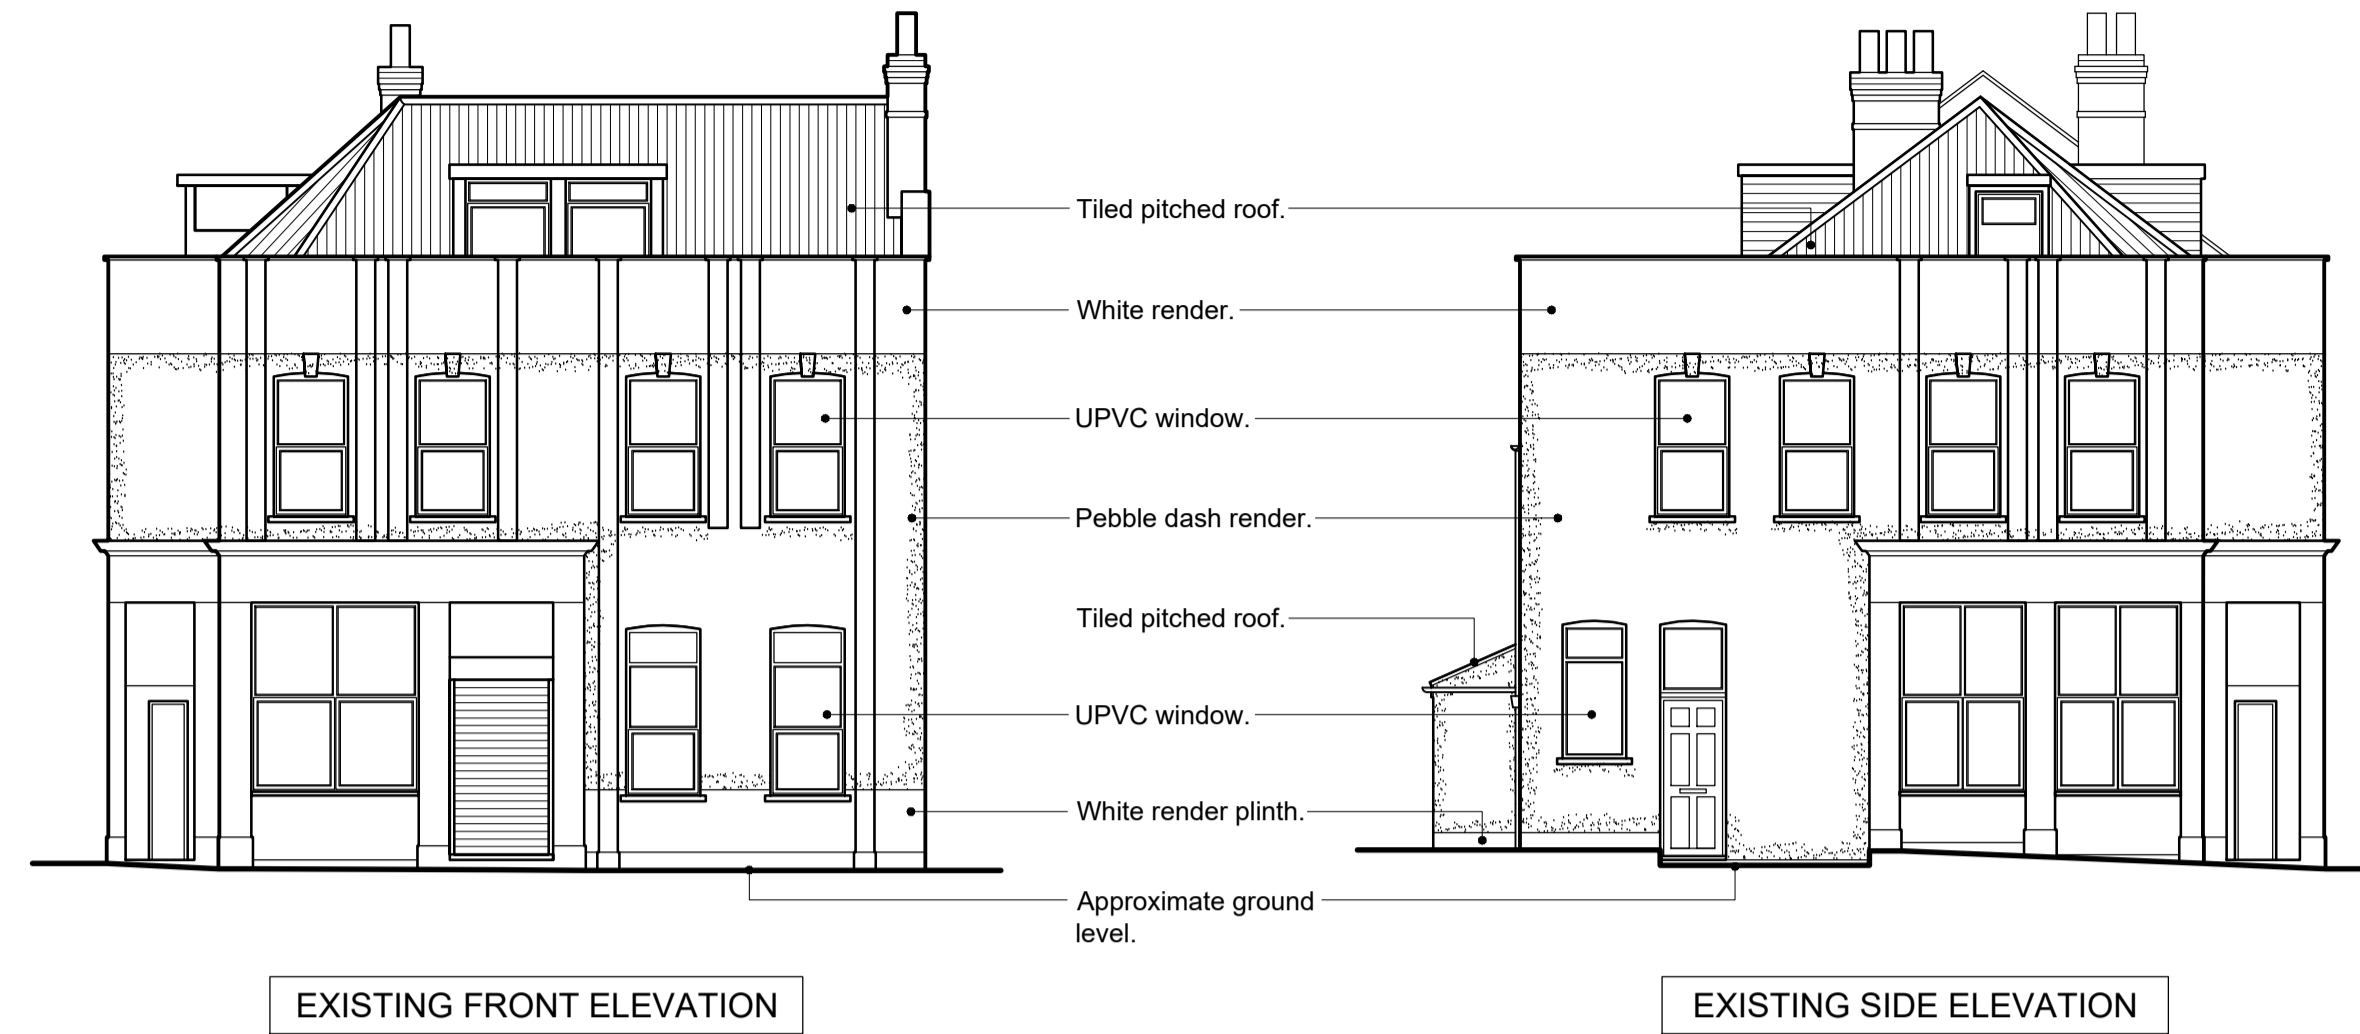 Tiled pitched roof.
White render.
UPVC window.
Pebble dash render.
Tiled pitched roof.
UPVC window.
White render plinth.
Approximate ground
level.
EXISTING FRONT ELEVATION
EXISTING SIDE ELEVATION